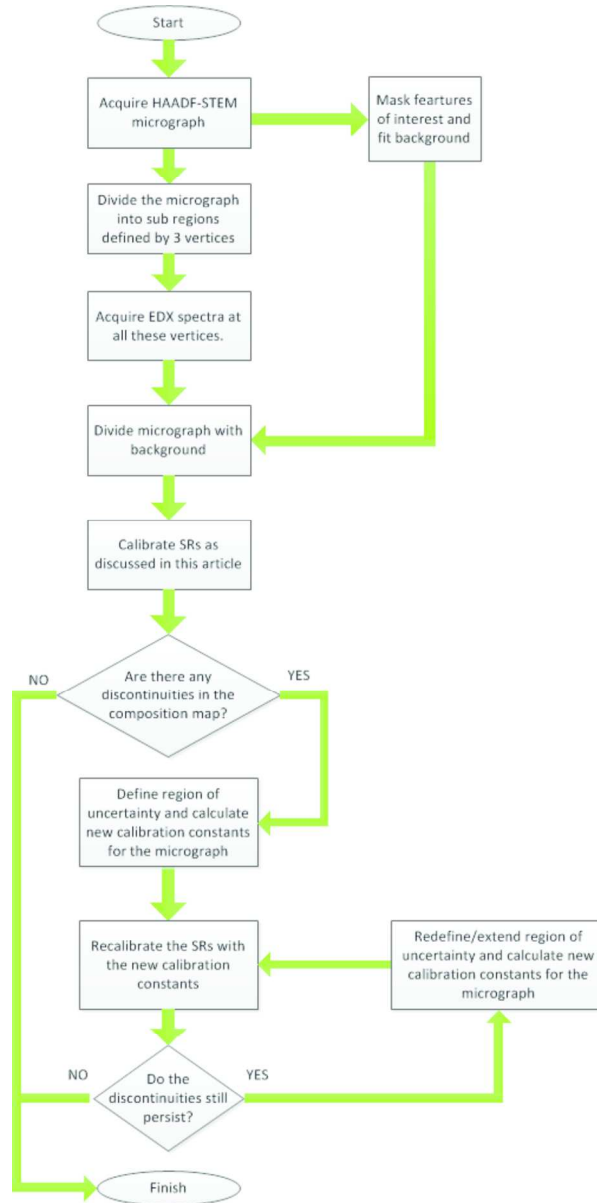 Start
Acquire HAADF-STEM
micrograph
Mask feartures
of interest and
fit background
Divide the micrograph
into sub regions
defined by 3 vertices
Acquire EDX spectra at
all these vertices.
Divide micrograph with
background
Calibrate SRs as
discussed in this article
NO
Are there any
discontinuities in the
composition map?
YES
Define region of
uncertainty and calculate
new calibration constants
for the micrograph
Recalibrate the SRs with
the new calibration
constants
Redefine/extend region of
uncertainty and calculate new
calibration constants for the
micrograph
NO
Do the
discontinuities still
persist?
YES
Finish